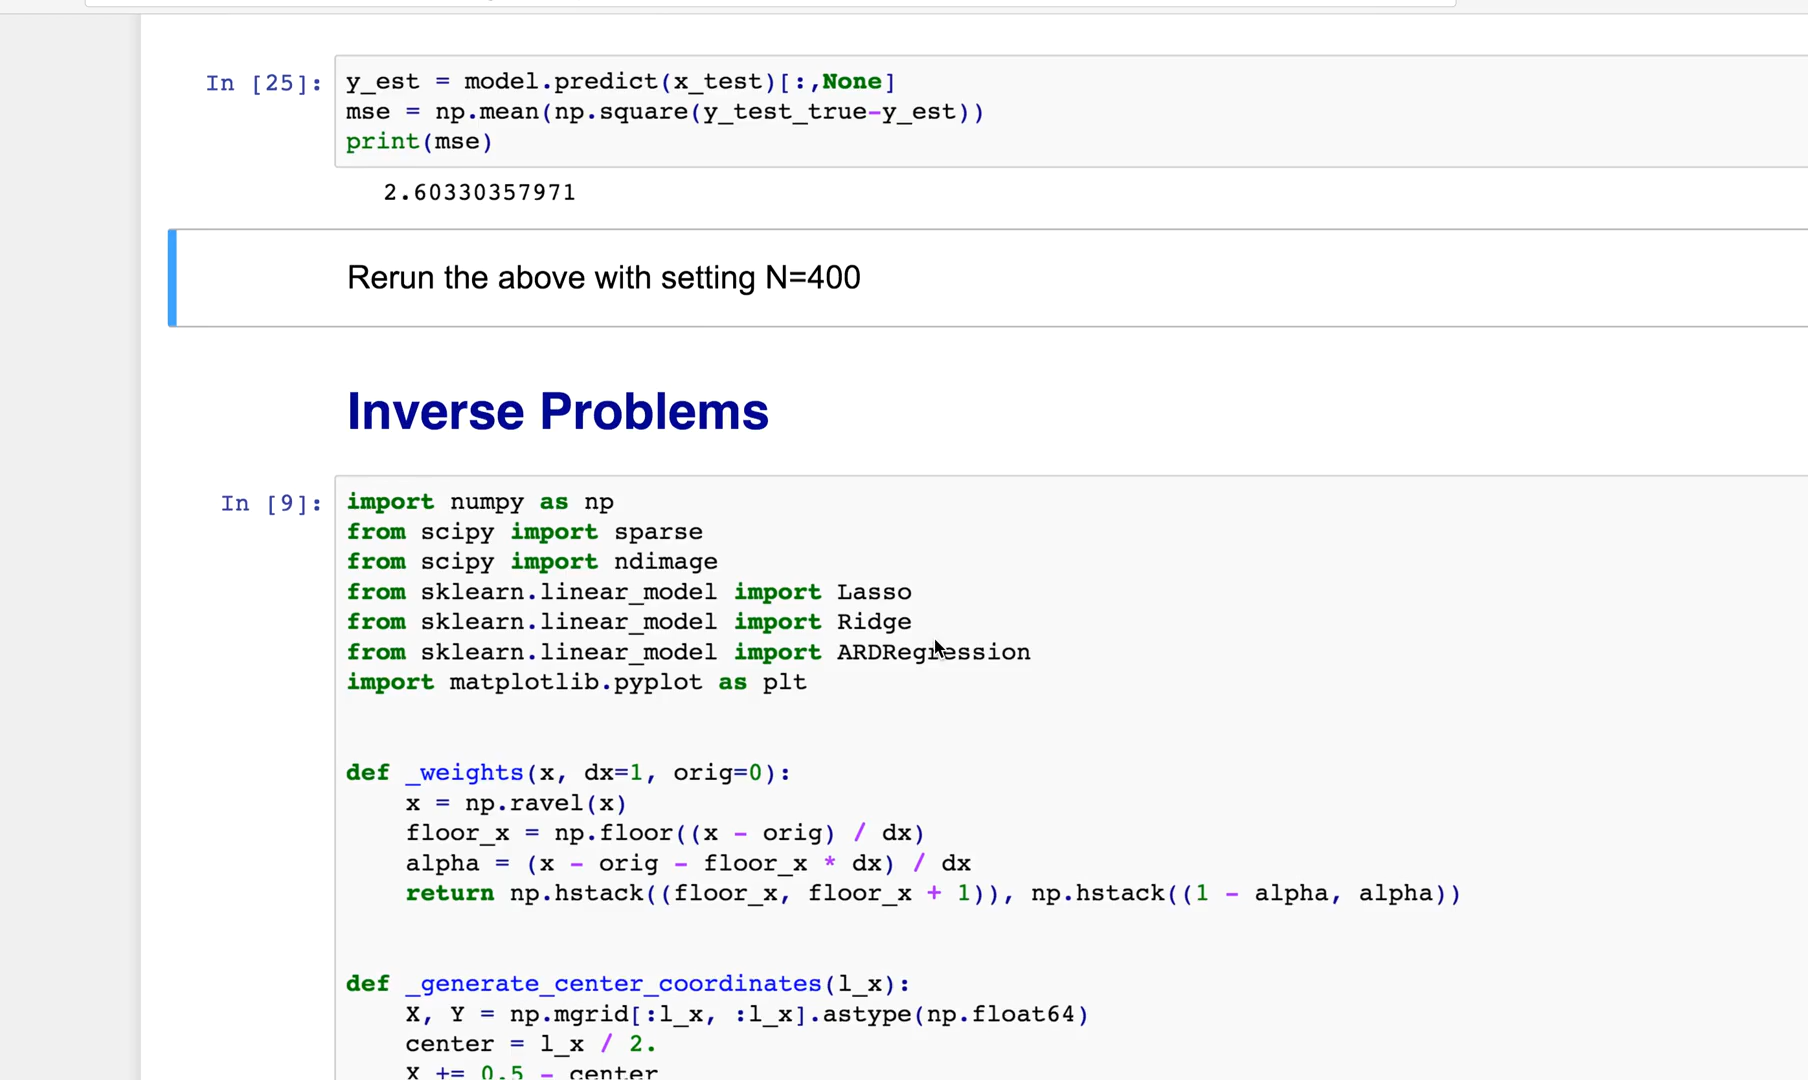 In [25]:
y_est = model.predict(x_test)[:,None]
mse = np.mean(np.square(y_test_true-y_est))
print(mse)
2.60330357971
Rerun the above with setting N=400
Inverse Problems
In [9]:
import numpy as np
from scipy import sparse
from scipy import ndimage
from sklearn.linear_model import Lasso
from sklearn.linear_model import Ridge
from sklearn.linear_model import ARDRegression
import matplotlib.pyplot as plt
def _weights(x, dx=1, orig=0):
    x = np.ravel(x)
    floor_x = np.floor((x - orig) / dx)
    alpha = (x - orig - floor_x * dx) / dx
    return np.hstack((floor_x, floor_x + 1)), np.hstack((1 - alpha, alpha))
def _generate_center_coordinates(l_x):
    X, Y = np.mgrid[:l_x, :l_x].astype(np.float64)
    center = l_x / 2.
    X += 0.5 - center